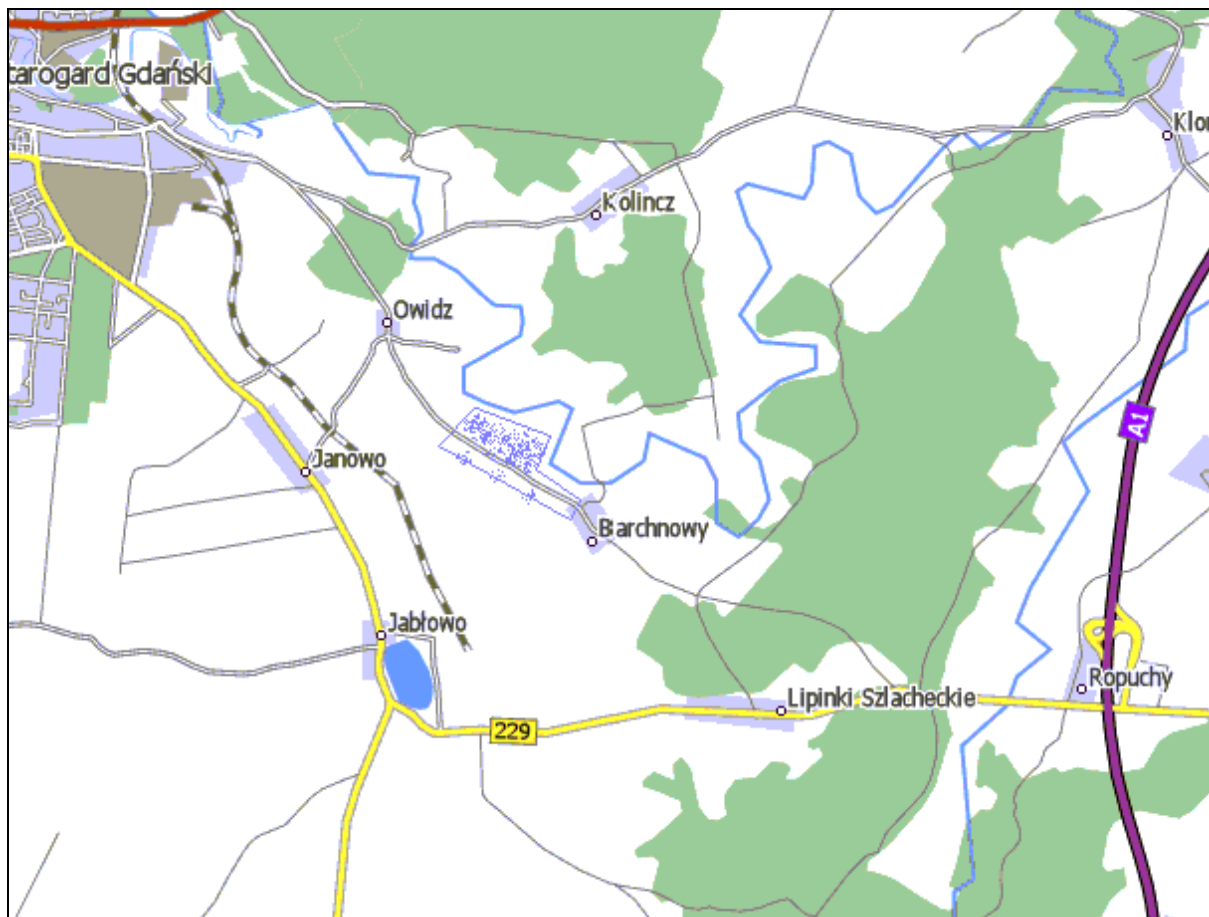 tarogard Gdański
Klon
Kolincz
Owidz
A1
Janowo
Barchnowy
Jabłowo
Ropuchy
Lipinki Szlacheckie
229